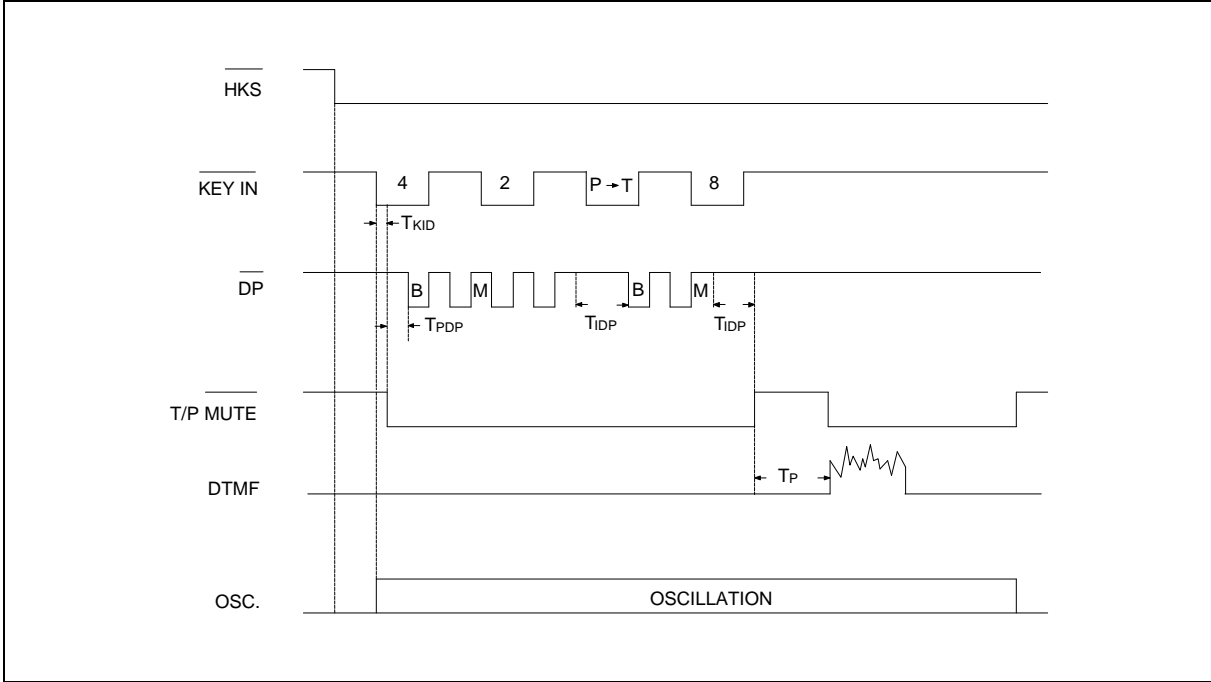 HKS
KEY IN
4
2
P → T
8
TKID
DP
B
M
B
M
TPDP
TIDP
TIDP
T/P MUTE
DTMF
TP
OSC.
OSCILLATION